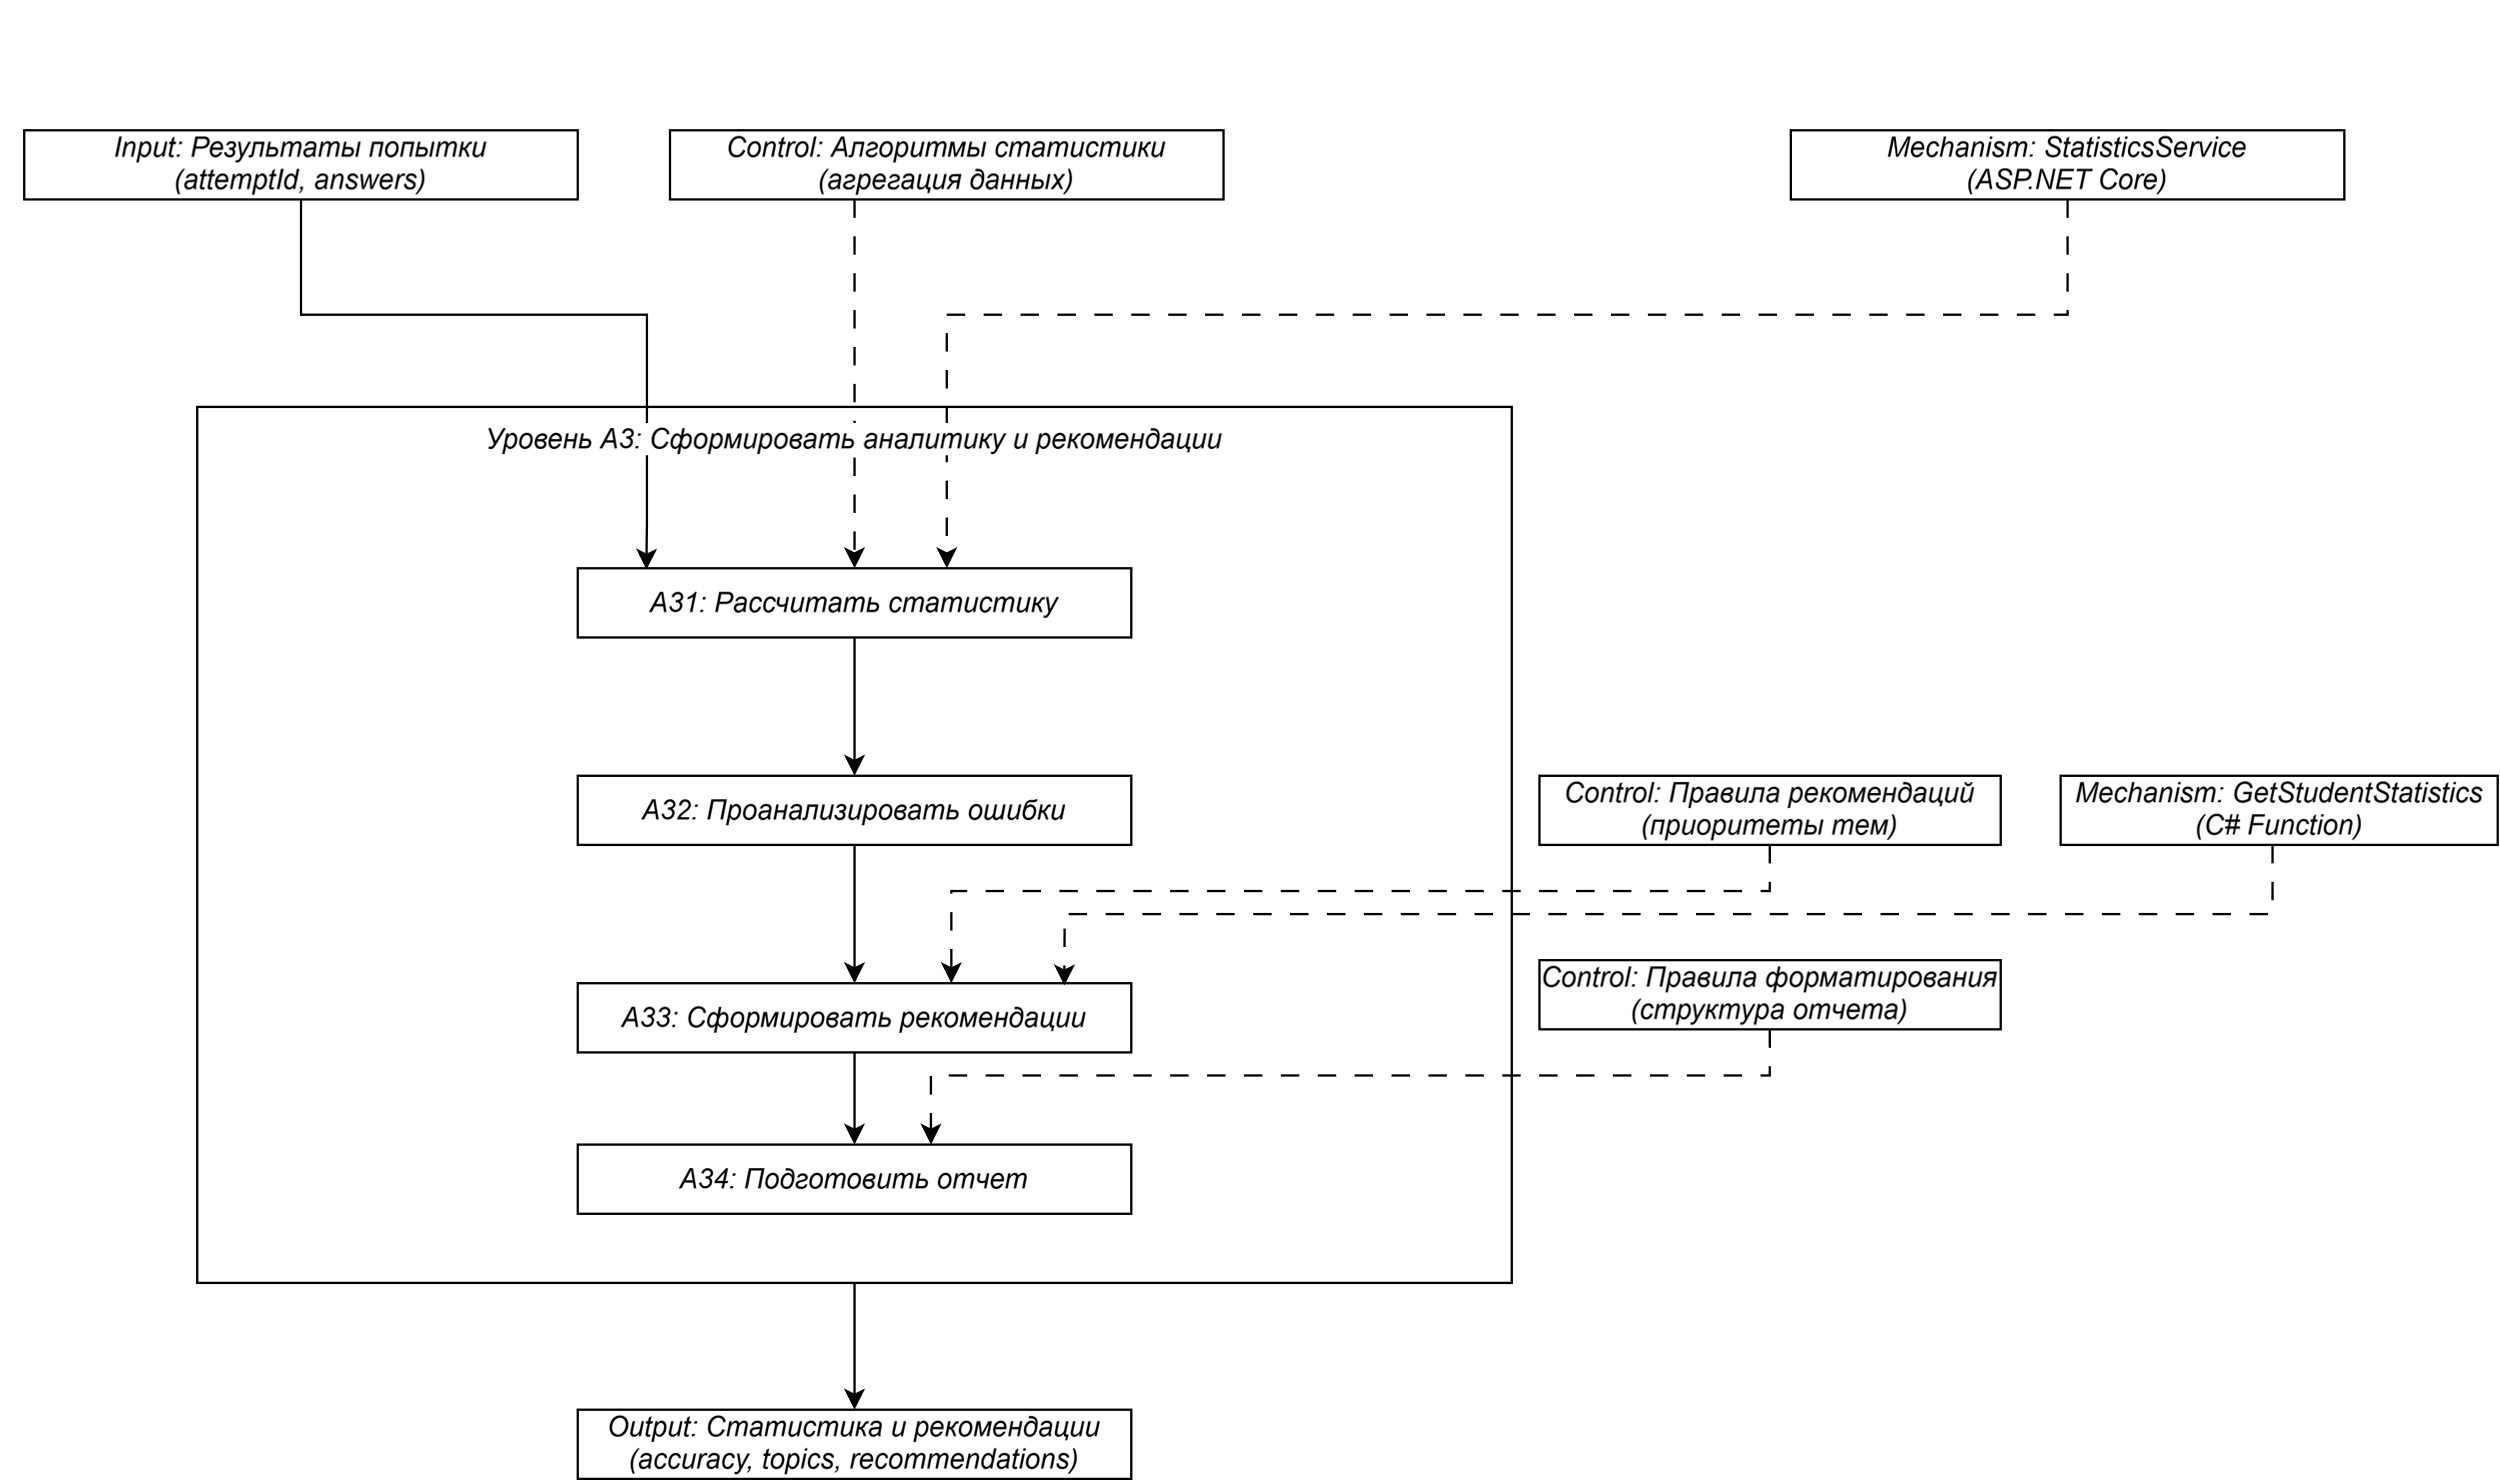 Input: Результаты попытки
(attemptId, answers)
Control: Алгоритмы статистики
(агрегация данных)
Mechanism: StatisticsService
(ASP.NET Core)
Уровень А3: Сформировать аналитику и рекомендации
А31: Рассчитать статистику
А32: Проанализировать ошибки
Control: Правила рекомендаций
(приоритеты тем)
Mechanism: GetStudentStatistics
(C# Function)
Control: Правила форматирования
(структура отчета)
А33: Сформировать рекомендации
А34: Подготовить отчет
Output: Статистика и рекомендации
(accuracy, topics, recommendations)